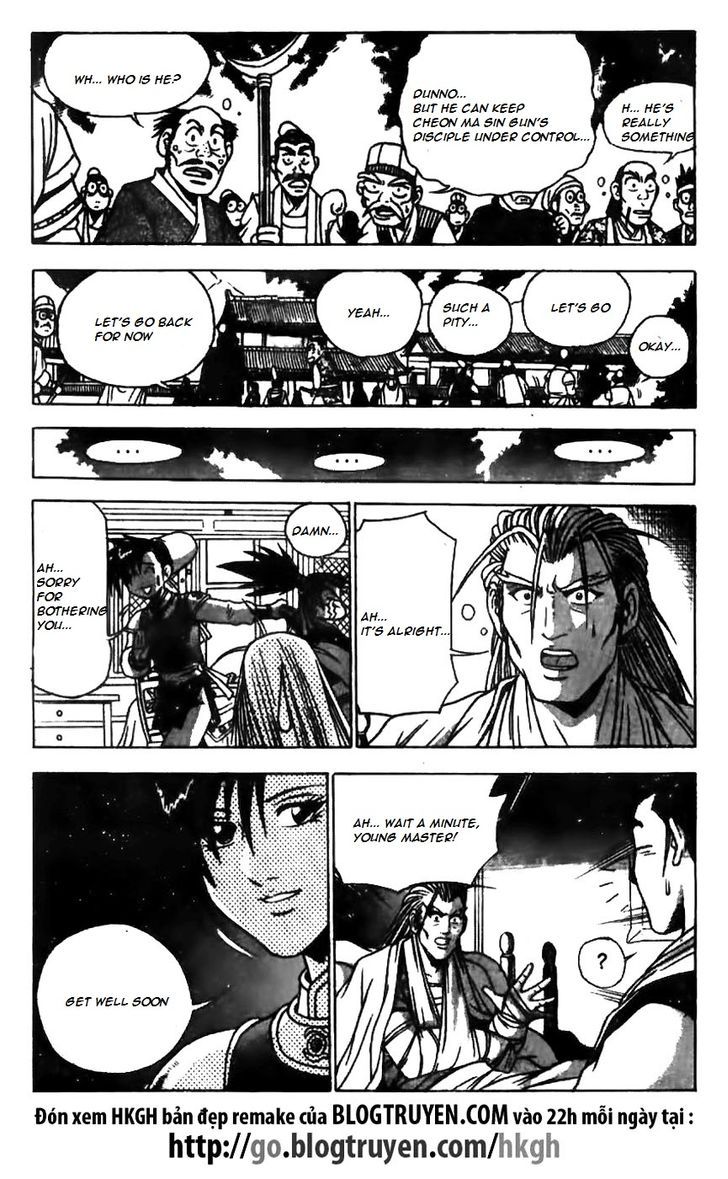 WH... WHO IS HE?
DUNNO...
BUT HE CAN KEEP
CHEON MA SIN GUN'S
DISCIPLE UNDER CONTROL...
H... HE'S
REALLY
SOMETHING
LET'S GO BACK
FOR NOW
YEAH...
SUCH A
PITY...
LET'S GO
OKAY...
...
...
...
AH...
SORRY
FOR
BOTHERING
YOU...
DAMN...
AH...
IT'S ALRIGHT...
GET WELL SOON
AH... WAIT A MINUTE,
YOUNG MASTER!
?
Đón xem HKGH bản đẹp remake của BLOGTRUYEN.COM vào 22h mỗi ngày tại :
http://go.blogtruyen.com/hkgh